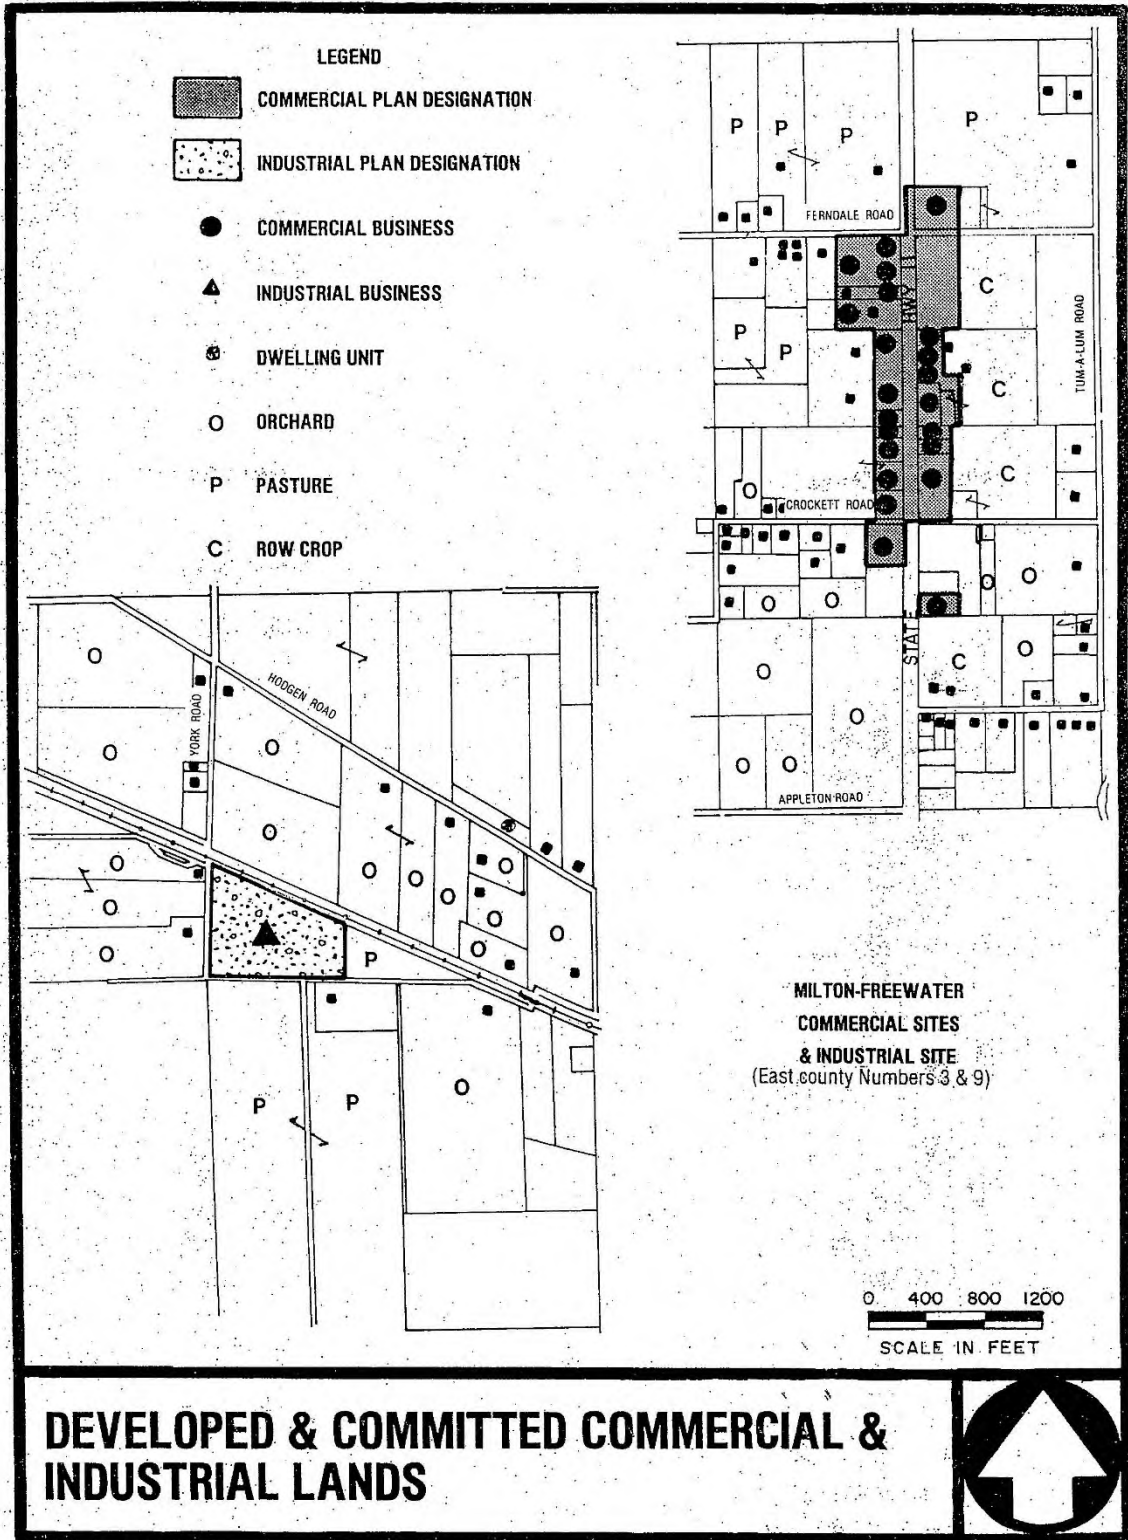 LEGEND
COMMERCIAL PLAN DESIGNATION
INDUSTRIAL PLAN DESIGNATION
COMMERCIAL BUSINESS
INDUSTRIAL BUSINESS
DWELLING UNIT
O ORCHARD
P PASTURE
C ROW CROP
P P P P
FERNDALE ROAD
HWY 11
C
P
P
TUM-A-LUM ROAD
C
C
O
CROCKETT ROAD
O O
O O
STATE
O
C
O
O
O O
APPLETON ROAD
O
HODGEN ROAD
YORK ROAD
O
O
O
O
O
O
O
O
O
O
O
O
O
O
P
P
P
O
MILTON-FREEWATER
COMMERCIAL SITES
& INDUSTRIAL SITE
(East county Numbers 3 & 9)
0 400 800 1200
SCALE IN FEET
DEVELOPED & COMMITTED COMMERCIAL &
INDUSTRIAL LANDS